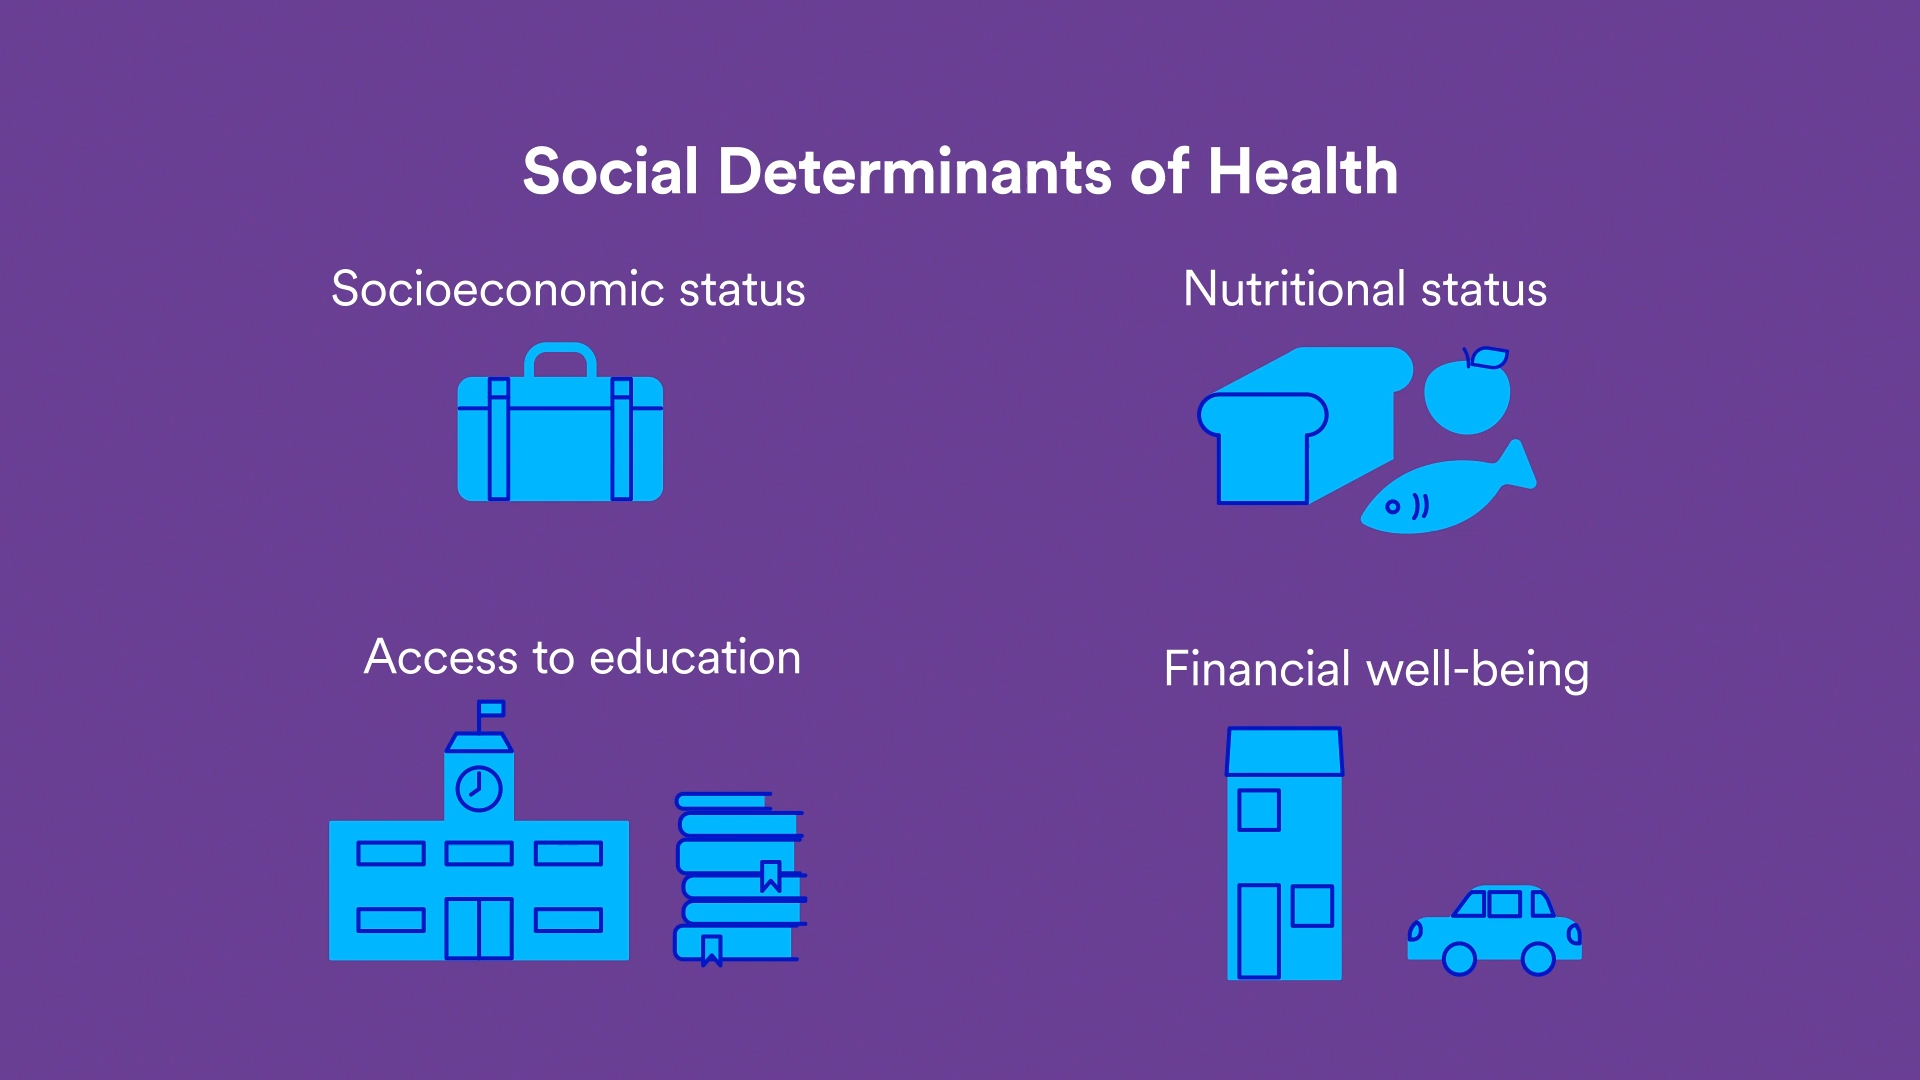 Social Determinants of Health
Socioeconomic status
Nutritional status
Access to education
Financial well-being